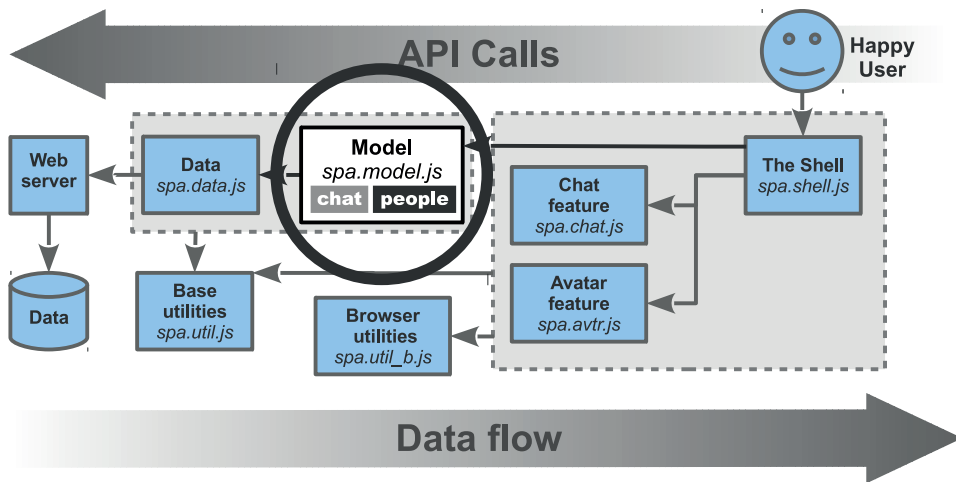 API Calls
Happy
User
Web
server
Data
spa.data.js
Model
spa.model.js
chat people
The Shell
spa.shell.js
Chat
feature
spa.chat.js
Data
Base
utilities
spa.util.js
Browser
utilities
spa.util_b.js
Avatar
feature
spa.avtr.js
Data flow